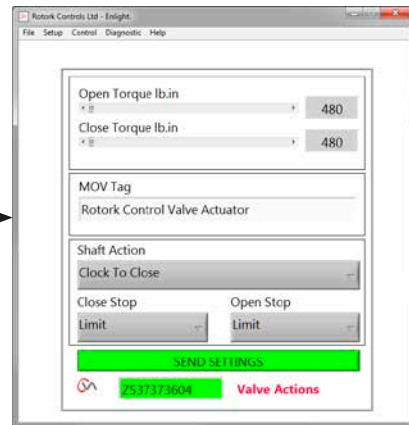 Rotork Controls Ltd - Enlight.
File Setup Control Diagnostic Help
Open Torque lb.in
480
Close Torque lb.in
480
MOV Tag
Rotork Control Valve Actuator
Shaft Action
Clock To Close
Close Stop Open Stop
Limit Limit
SEND SETTINGS
Z537373604 Valve Actions